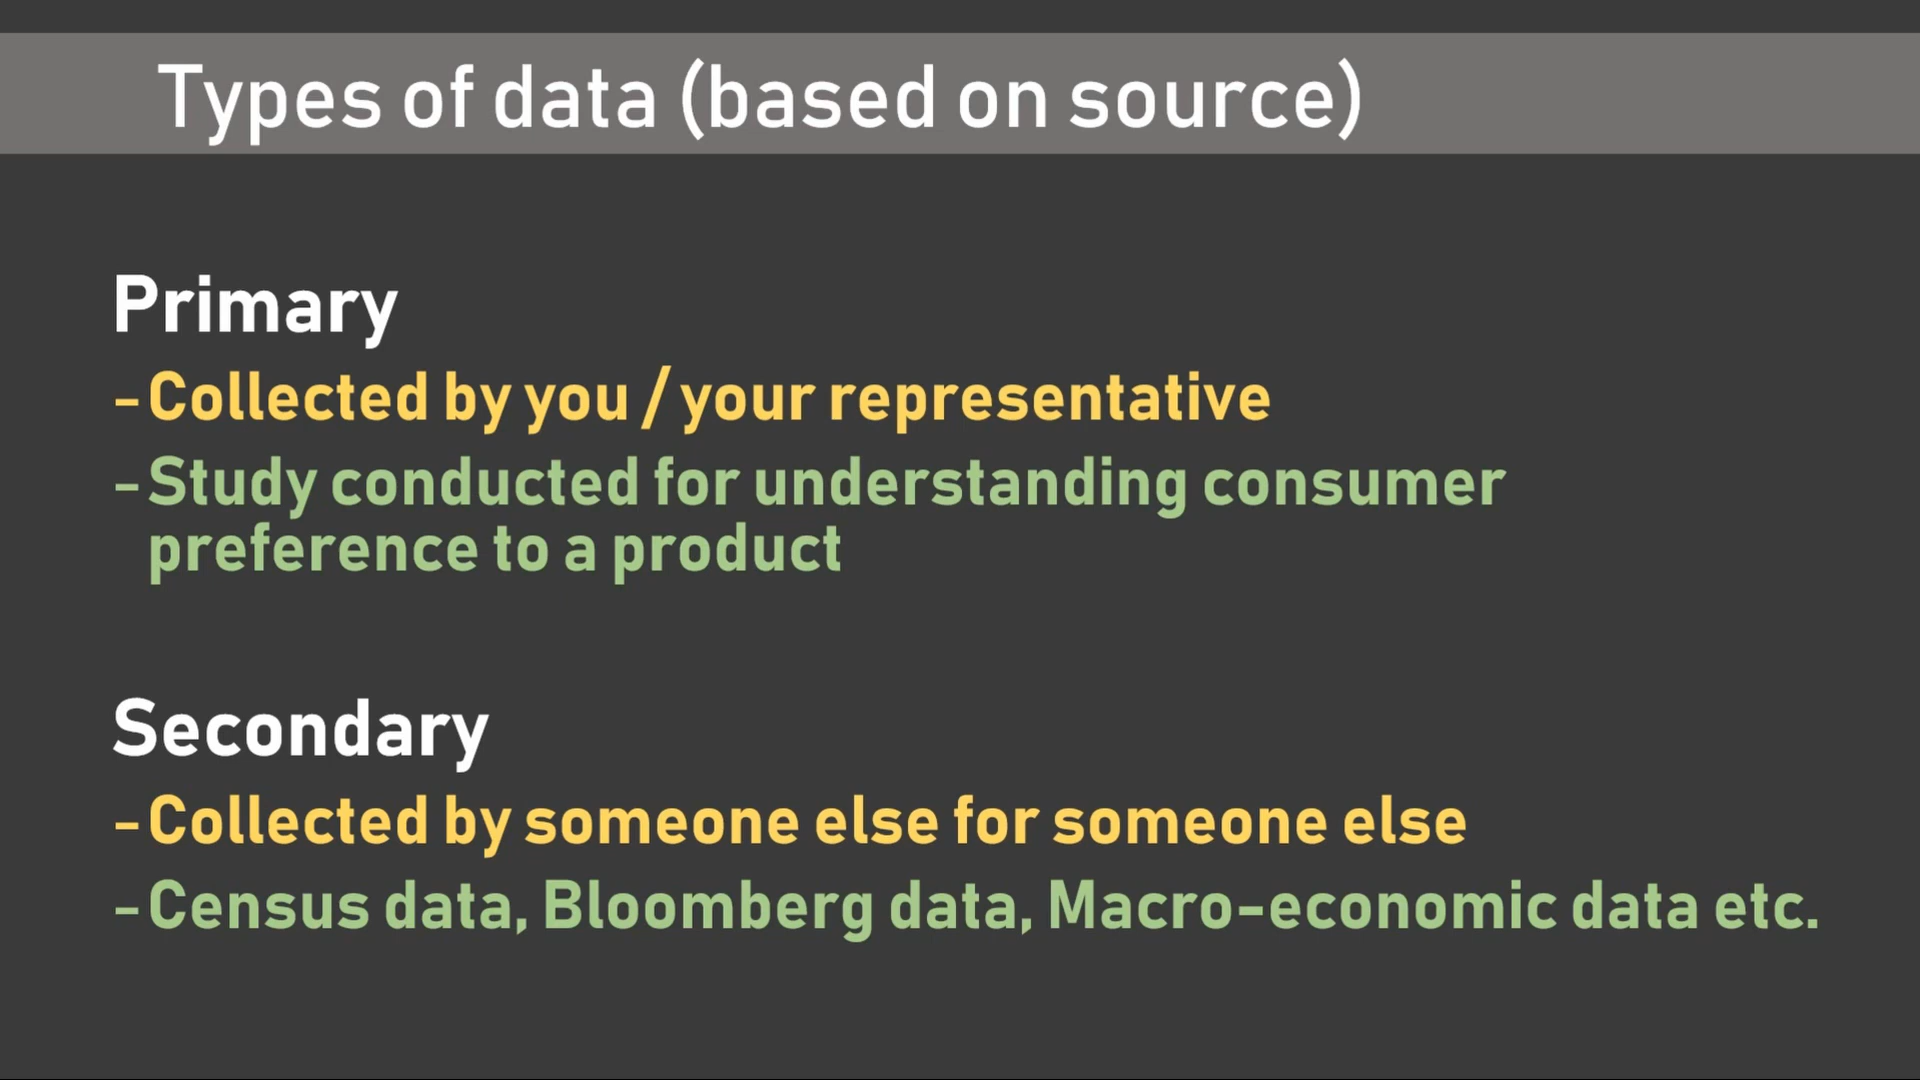 Types of data (based on source)
Primary
-Collected by you / your representative
-Study conducted for understanding consumer
preference to a product
Secondary
-Collected by someone else for someone else
-Census data, Bloomberg data, Macro-economic data etc.